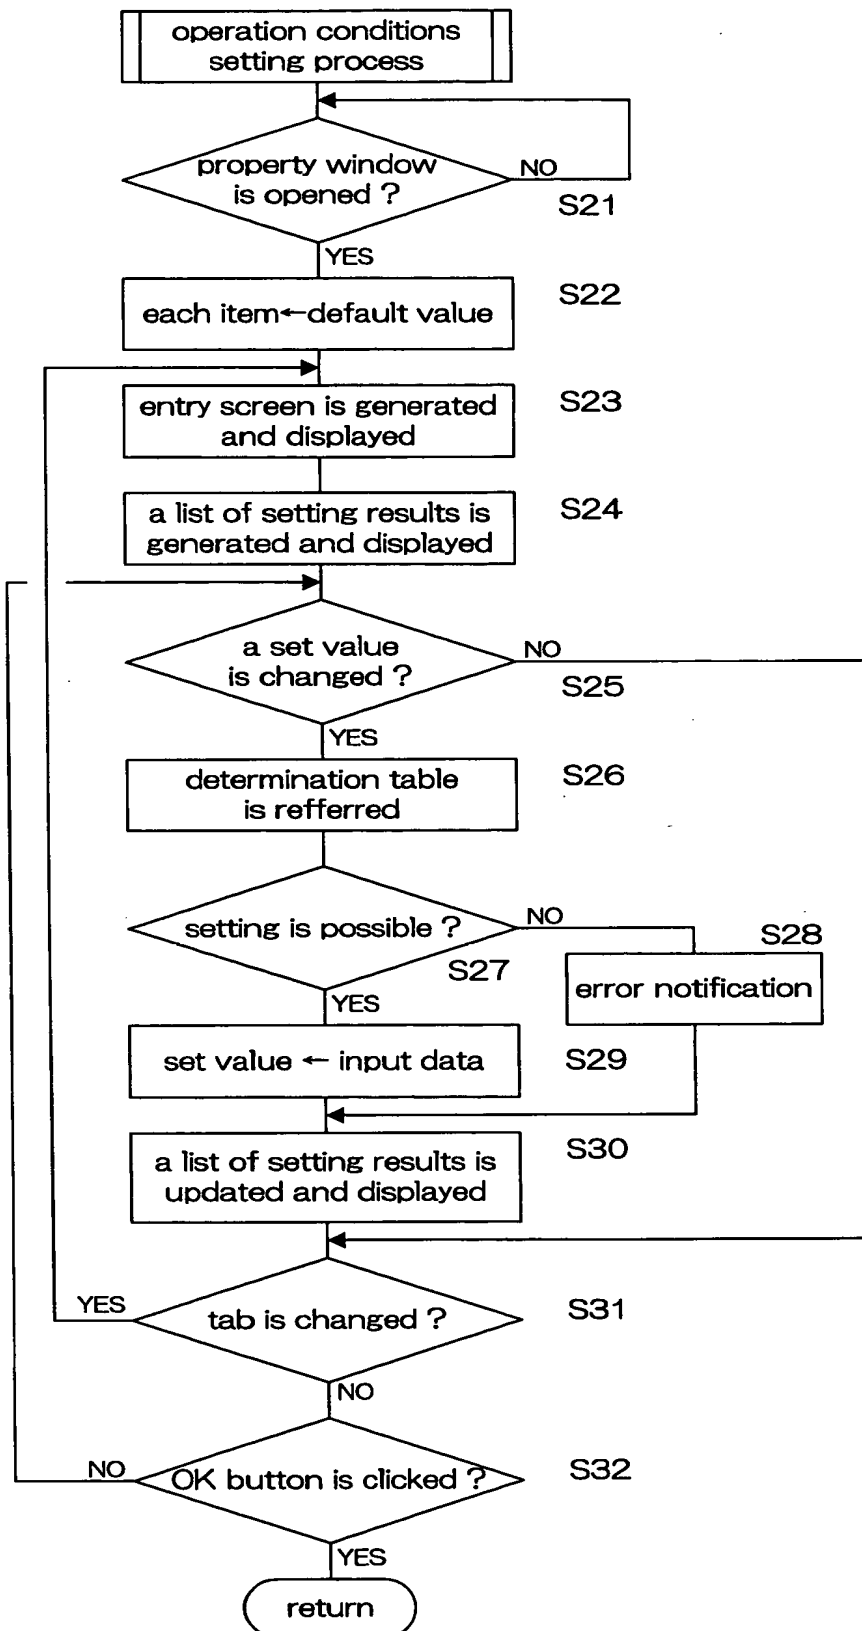 operation conditions
setting process
property window
is opened ?
NO
S21
YES
each item←default value
S22
entry screen is generated
and displayed
S23
a list of setting results is
generated and displayed
S24
a set value
is changed ?
NO
S25
YES
determination table
is refferred
S26
setting is possible ?
NO
S27
S28
error notification
YES
set value ← input data
S29
a list of setting results is
updated and displayed
S30
YES
tab is changed ?
S31
NO
NO
OK button is clicked ?
S32
YES
return